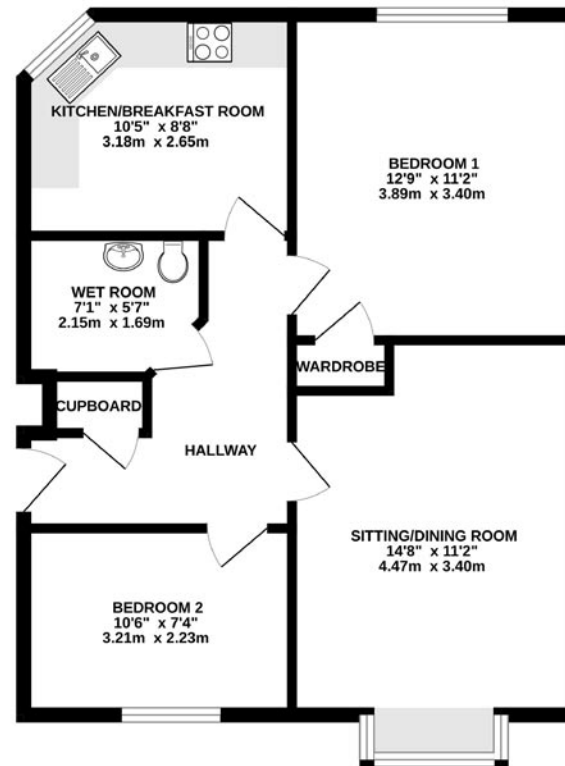 KITCHEN/BREAKFAST ROOM
10'5" x 8'8"
3.18m x 2.65m
BEDROOM 1
12'9" x 11'2"
3.89m x 3.40m
WET ROOM
7'1" x 5'7"
2.15m x 1.69m
WARDROBE
CUPBOARD
HALLWAY
SITTING/DINING ROOM
14'8" x 11'2"
4.47m x 3.40m
BEDROOM 2
10'6" x 7'4"
3.21m x 2.23m